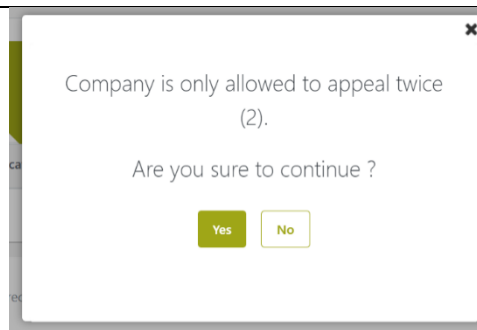 Company is only allowed to appeal twice
(2).
Are you sure to continue ?
Yes
No